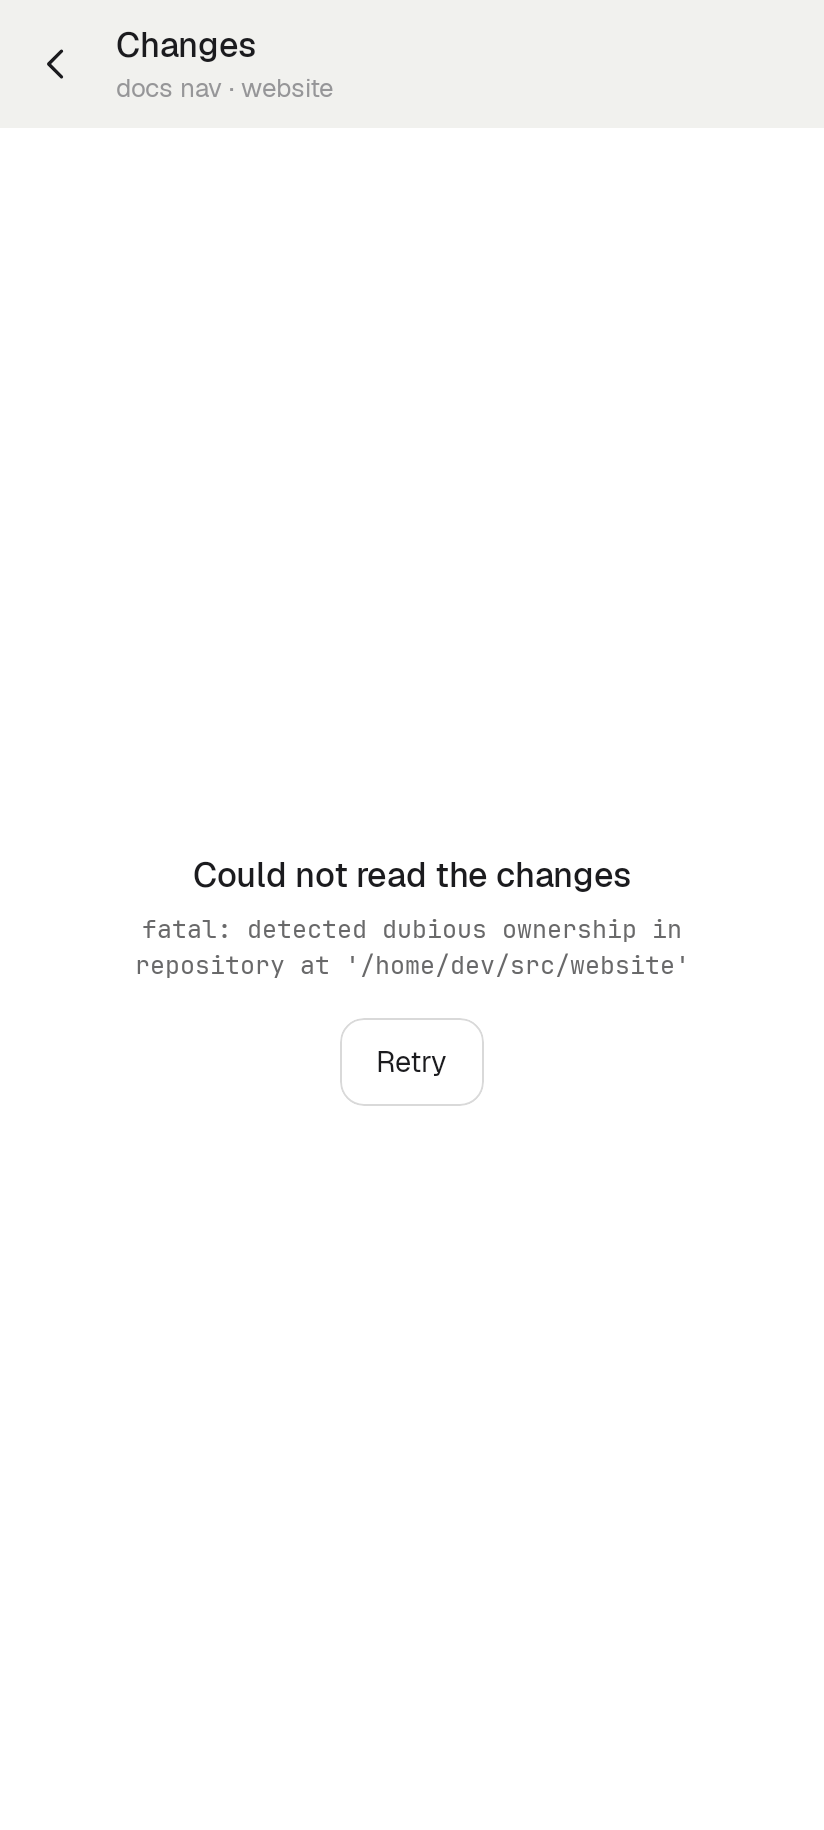 Changes
docs nav · website
Could not read the changes
fatal: detected dubious ownership in
repository at '/home/dev/src/website'
Retry